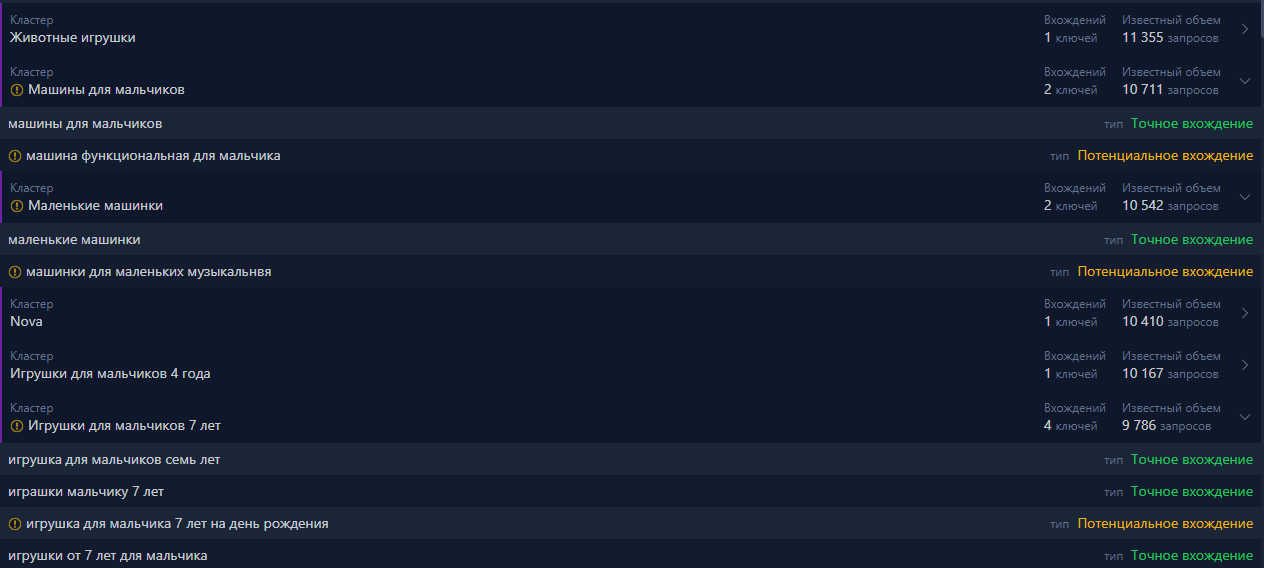 Кластер Вхождений Известный объем
Животные игрушки 1 ключей 11 355 запросов
Кластер Вхождений Известный объем
Машины для мальчиков 2 ключей 10 711 запросов
машины для мальчиков тип Точное вхождение
машина функциональная для мальчика тип Потенциальное вхождение
Кластер Вхождений Известный объем
Маленькие машинки 2 ключей 10 542 запросов
маленькие машинки тип Точное вхождение
машинки для маленьких музыкальнвя тип Потенциальное вхождение
Кластер Вхождений Известный объем
Nova 1 ключей 10 410 запросов
Кластер Вхождений Известный объем
Игрушки для мальчиков 4 года 1 ключей 10 167 запросов
Кластер Вхождений Известный объем
Игрушки для мальчиков 7 лет 4 ключей 9 786 запросов
игрушка для мальчиков семь лет тип Точное вхождение
изграшки мальчику 7 лет тип Точное вхождение
игрушка для мальчика 7 лет на день рождения тип Потенциальное вхождение
игрушки от 7 лет для мальчика тип Точное вхождение